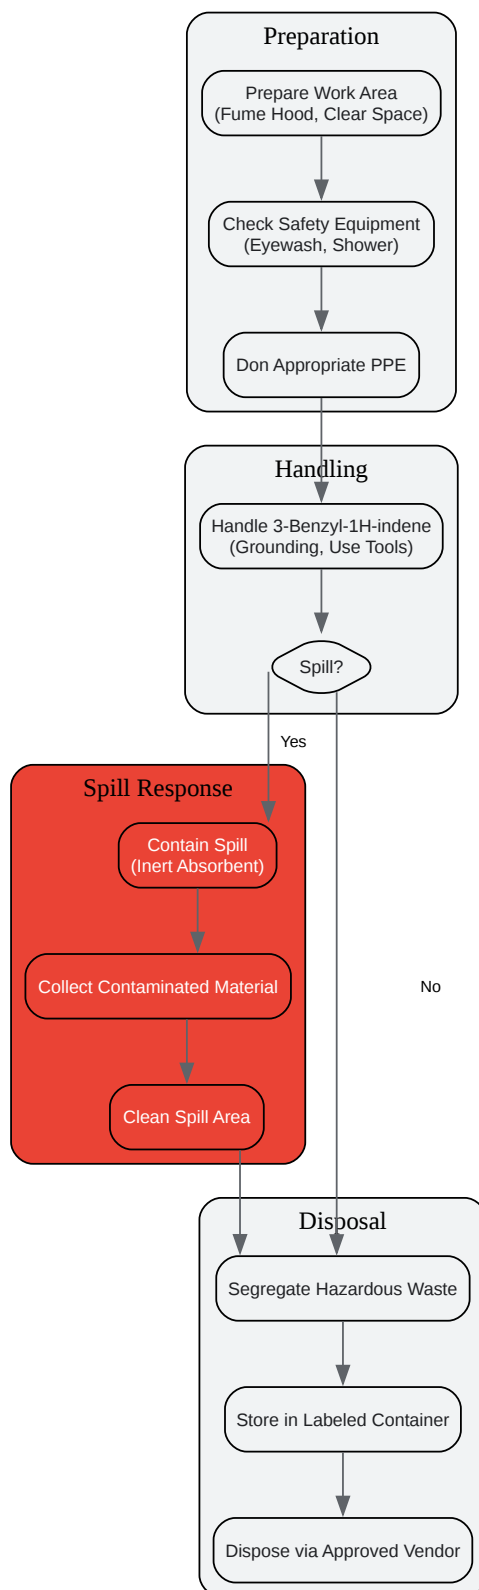 Preparation
Prepare Work Area
(Fume Hood, Clear Space)
Check Safety Equipment
(Eyewash, Shower)
Don Appropriate PPE
Handling
Handle 3-Benzyl-1H-indene
(Grounding, Use Tools)
Spill?
Yes
Spill Response
Contain Spill
(Inert Absorbent)
Collect Contaminated Material
No
Clean Spill Area
Disposal
Segregate Hazardous Waste
Store in Labeled Container
Dispose via Approved Vendor